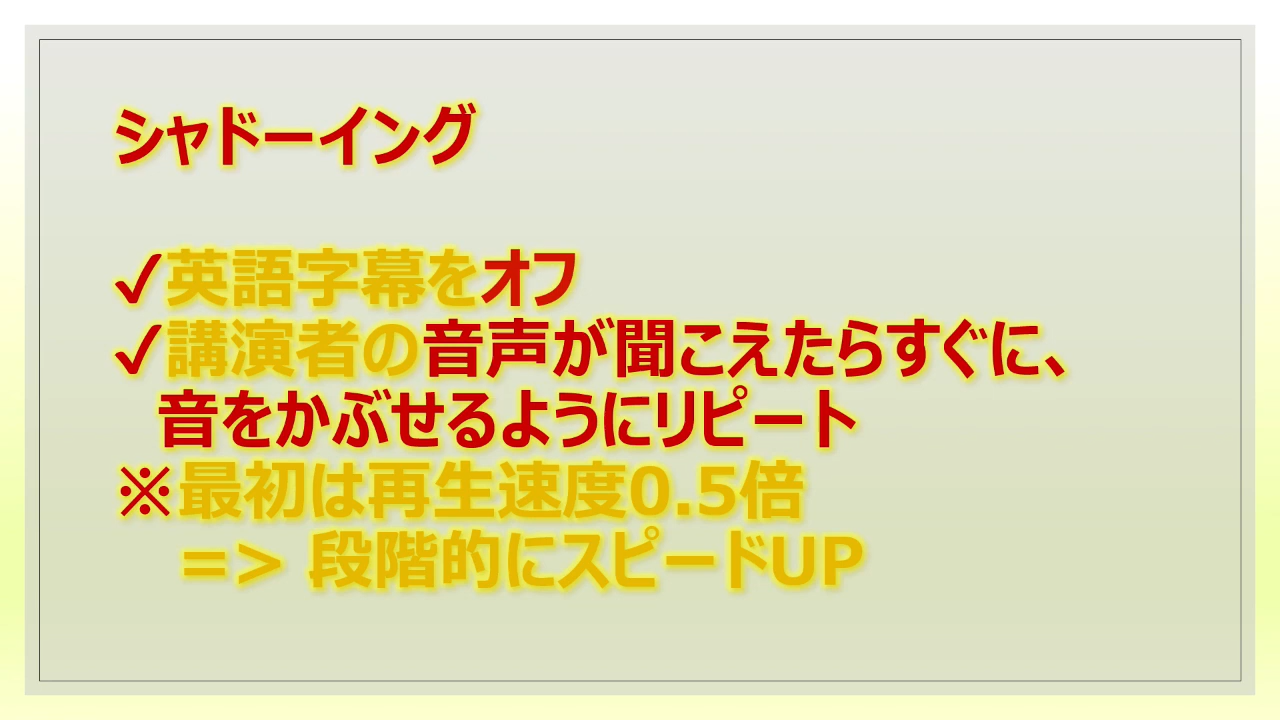 シャドーイング
✓英語字幕をオフ
✓講演者の音声が聞こえたらすぐに、
音をかぶせるようにリピート
※最初は再生速度0.5倍
=> 段階的にスピードUP